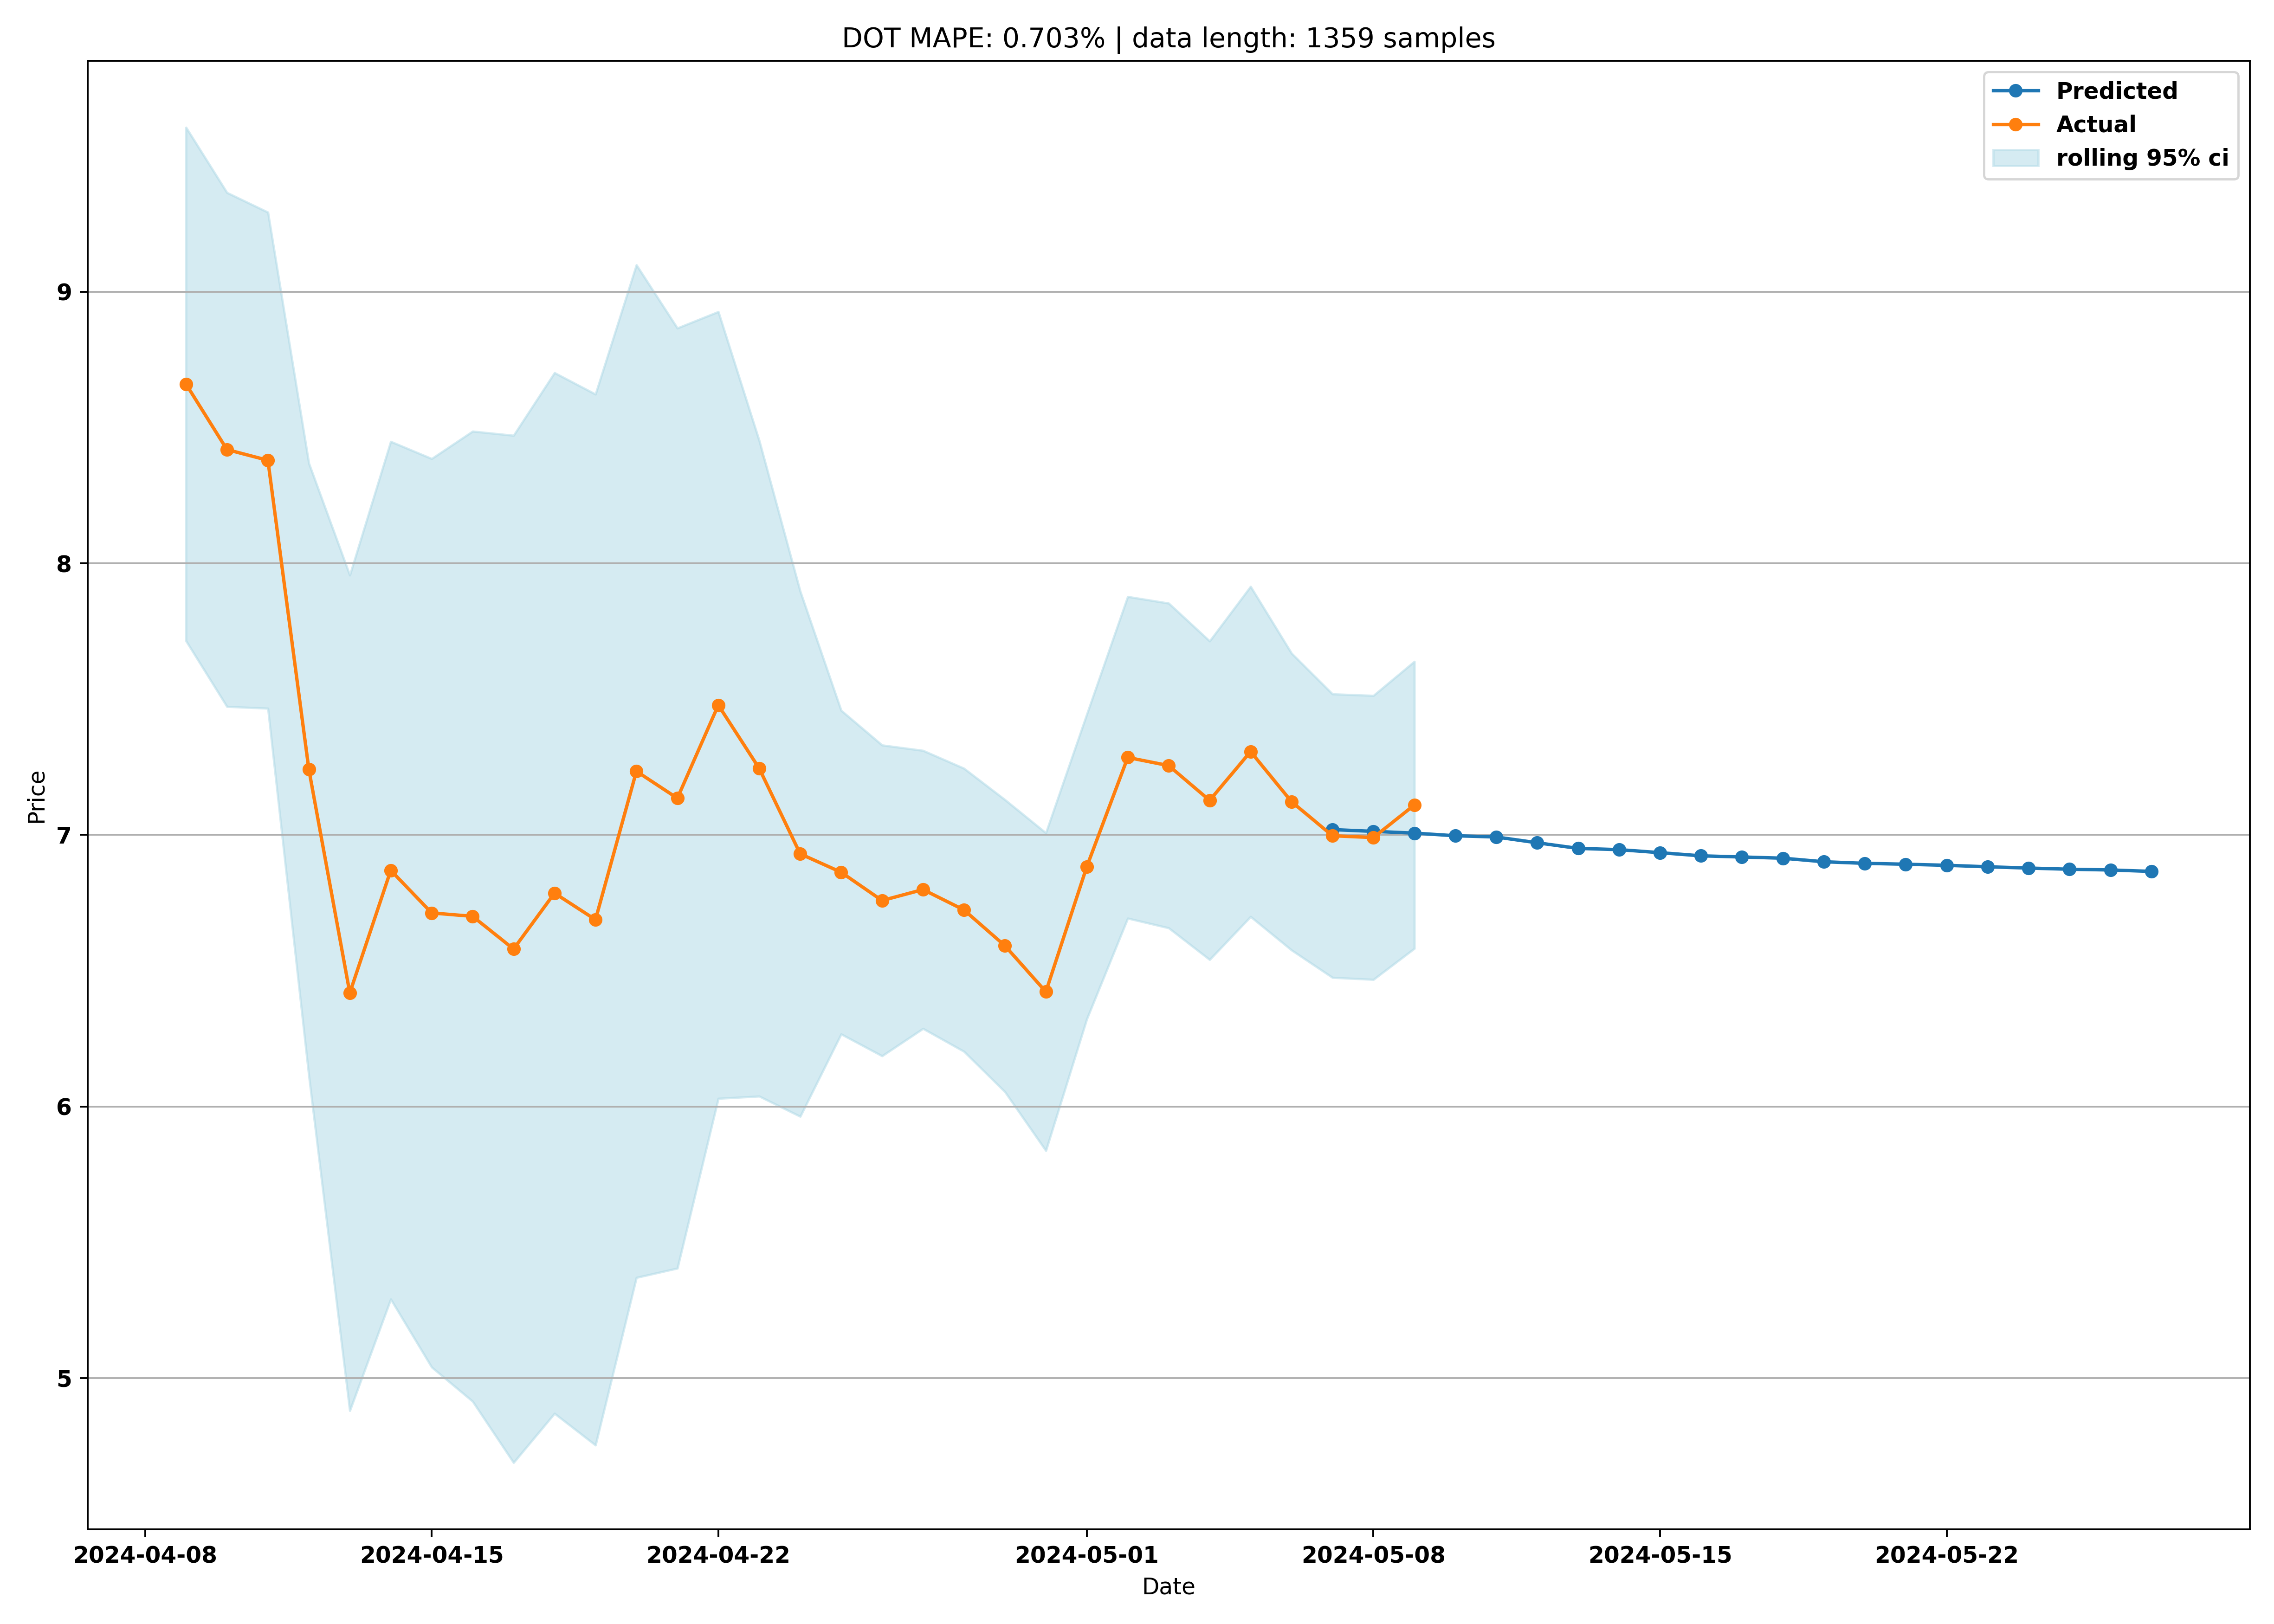 DOT MAPE: 0.703% | data length: 1359 samples
Predicted
Actual
rolling 95% ci
9
8
7
6
5
Price
2024-04-08
2024-04-15
2024-04-22
2024-05-01
2024-05-08
2024-05-15
2024-05-22
Date